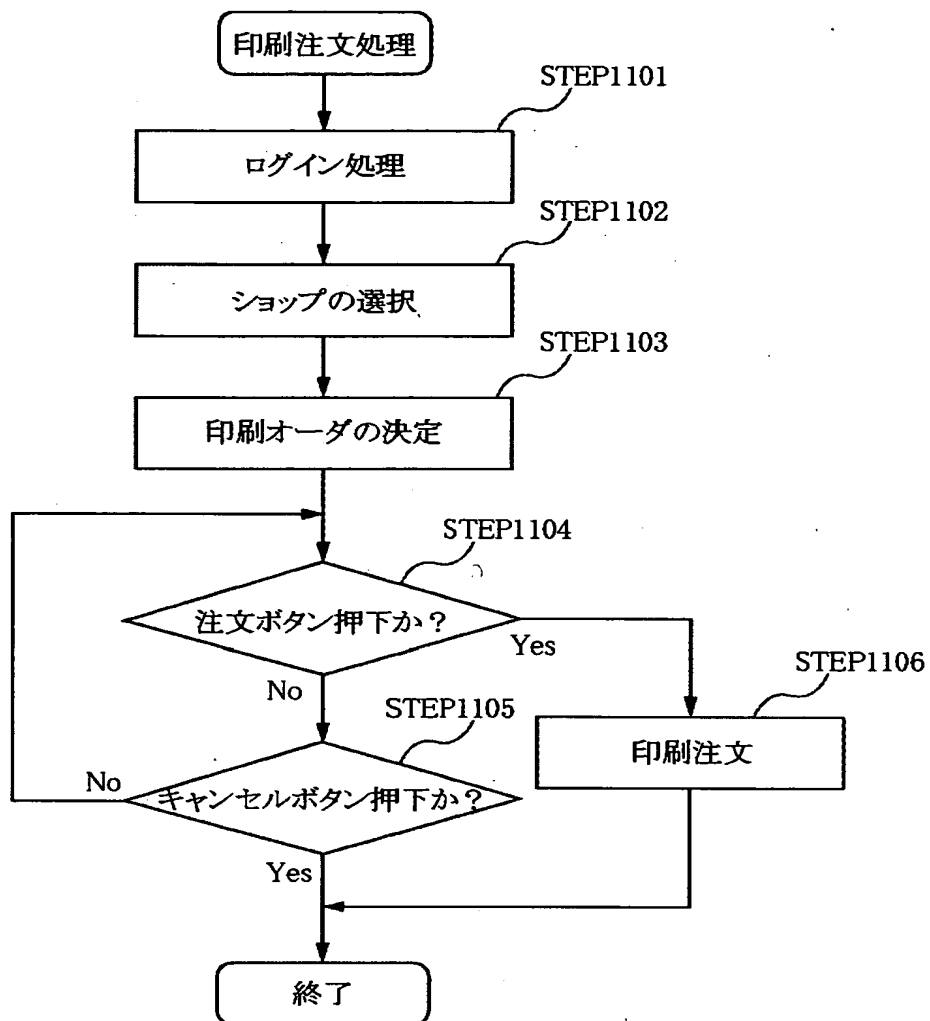 印刷注文処理
STEP1101
ログイン処理
STEP1102
ショップの選択
STEP1103
印刷オーダの決定
STEP1104
注文ボタン押下か？
Yes
No
STEP1106
印刷注文
STEP1105
キャンセルボタン押下か？
No
Yes
終了